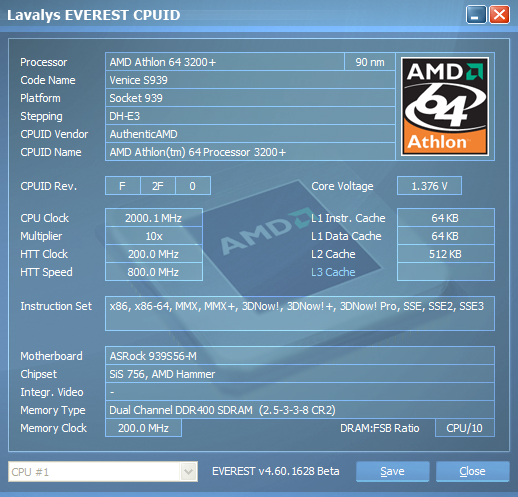 Lavalys EVEREST CPUID
Processor AMD Athlon 64 3200+ 90 nm
Code Name Venice S939
Platform Socket 939
Stepping DH-E3
CPUID Vendor AuthenticAMD
CPUID Name AMD Athlon(tm) 64 Processor 3200+
AMD
64
Athlon
CPUID Rev. F 2F 0 Core Voltage 1.376 V
CPU Clock 2000.1 MHz L1 Instr. Cache 64 KB
Multiplier 10x L1 Data Cache 64 KB
HTT Clock 200.0 MHz L2 Cache 512 KB
HTT Speed 800.0 MHz L3 Cache
AMD
Instruction Set x86, x86-64, MMX, MMX+, 3DNow!, 3DNow!+, 3DNow! Pro, SSE, SSE2, SSE3
Motherboard ASRock 939S56-M
Chipset SiS 756, AMD Hammer
Integr. Video -
Memory Type Dual Channel DDR400 SDRAM (2.5-3-3-8 CR2)
Memory Clock 200.0 MHz DRAM:FSB Ratio CPU/10
CPU #1 EVEREST v4.60.1628 Beta Save Close